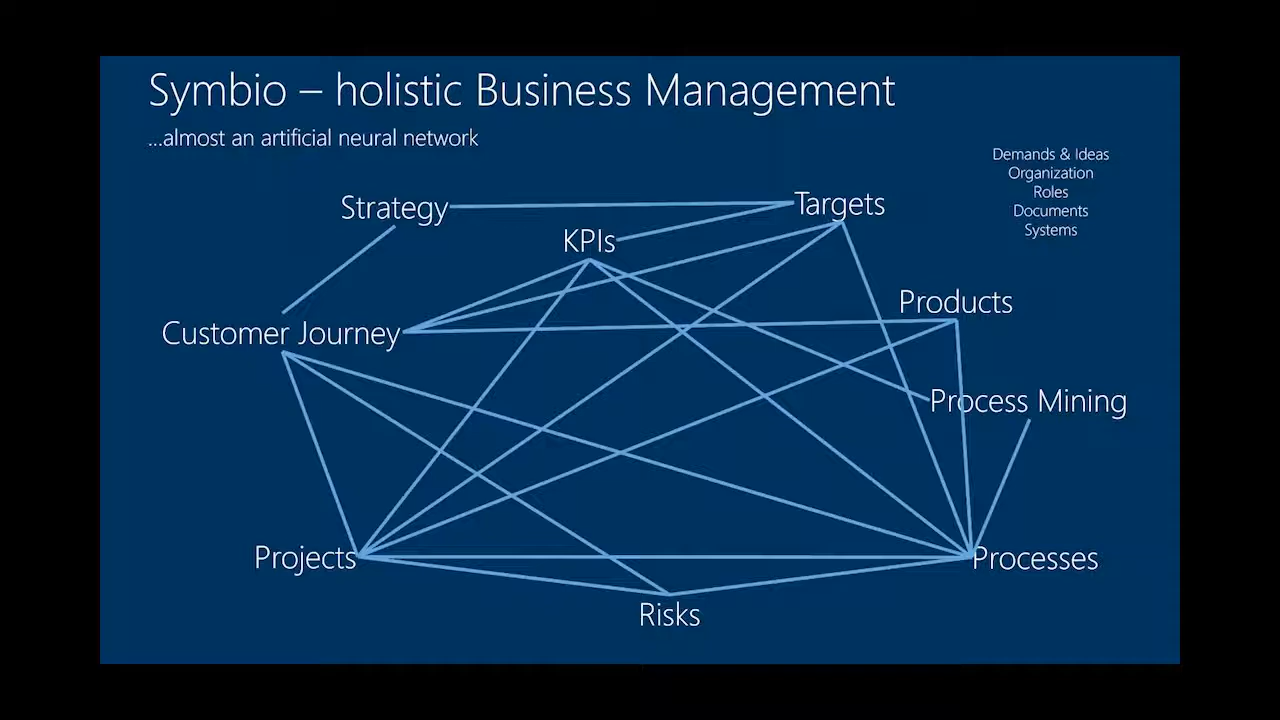 Symbio – holistic Business Management
...almost an artificial neural network
Demands & Ideas
Organization
Roles
Documents
Systems
Strategy
Targets
KPIs
Products
Customer Journey
Process Mining
Projects
Processes
Risks